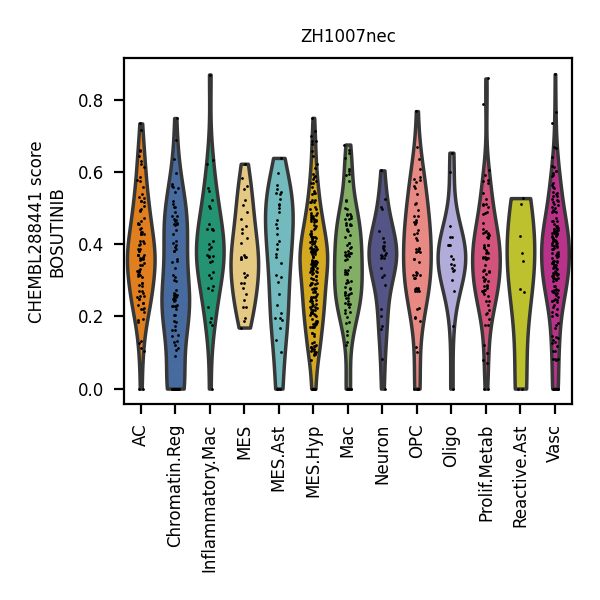 ZH1007nec
CHEMBL288441 score
BOSUTINIB
0.8
0.6
0.4
0.2
0.0
AC
Chromatin.Reg
Inflammatory.Mac
MES
MES.Ast
MES.Hyp
Mac
Neuron
OPC
Oligo
Prolif.Metab
Reactive.Ast
Vasc